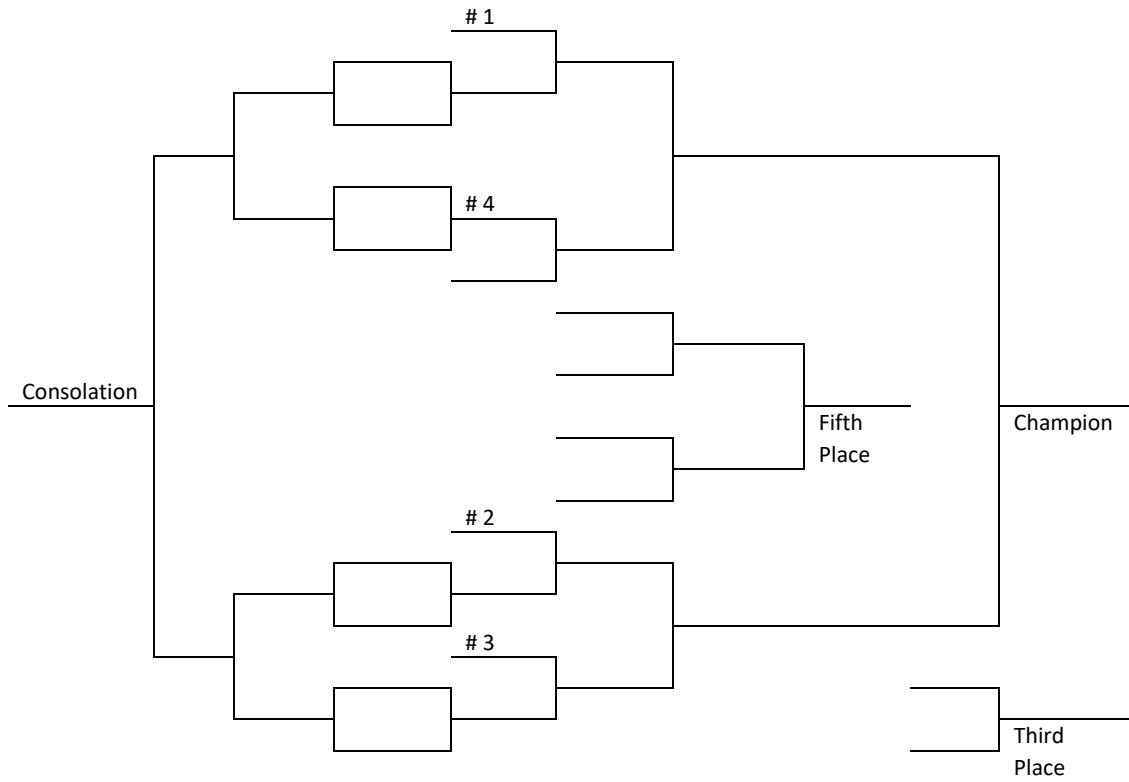 # 1
# 4
Consolation
Fifth
Place
Champion
# 2
# 3
Third
Place